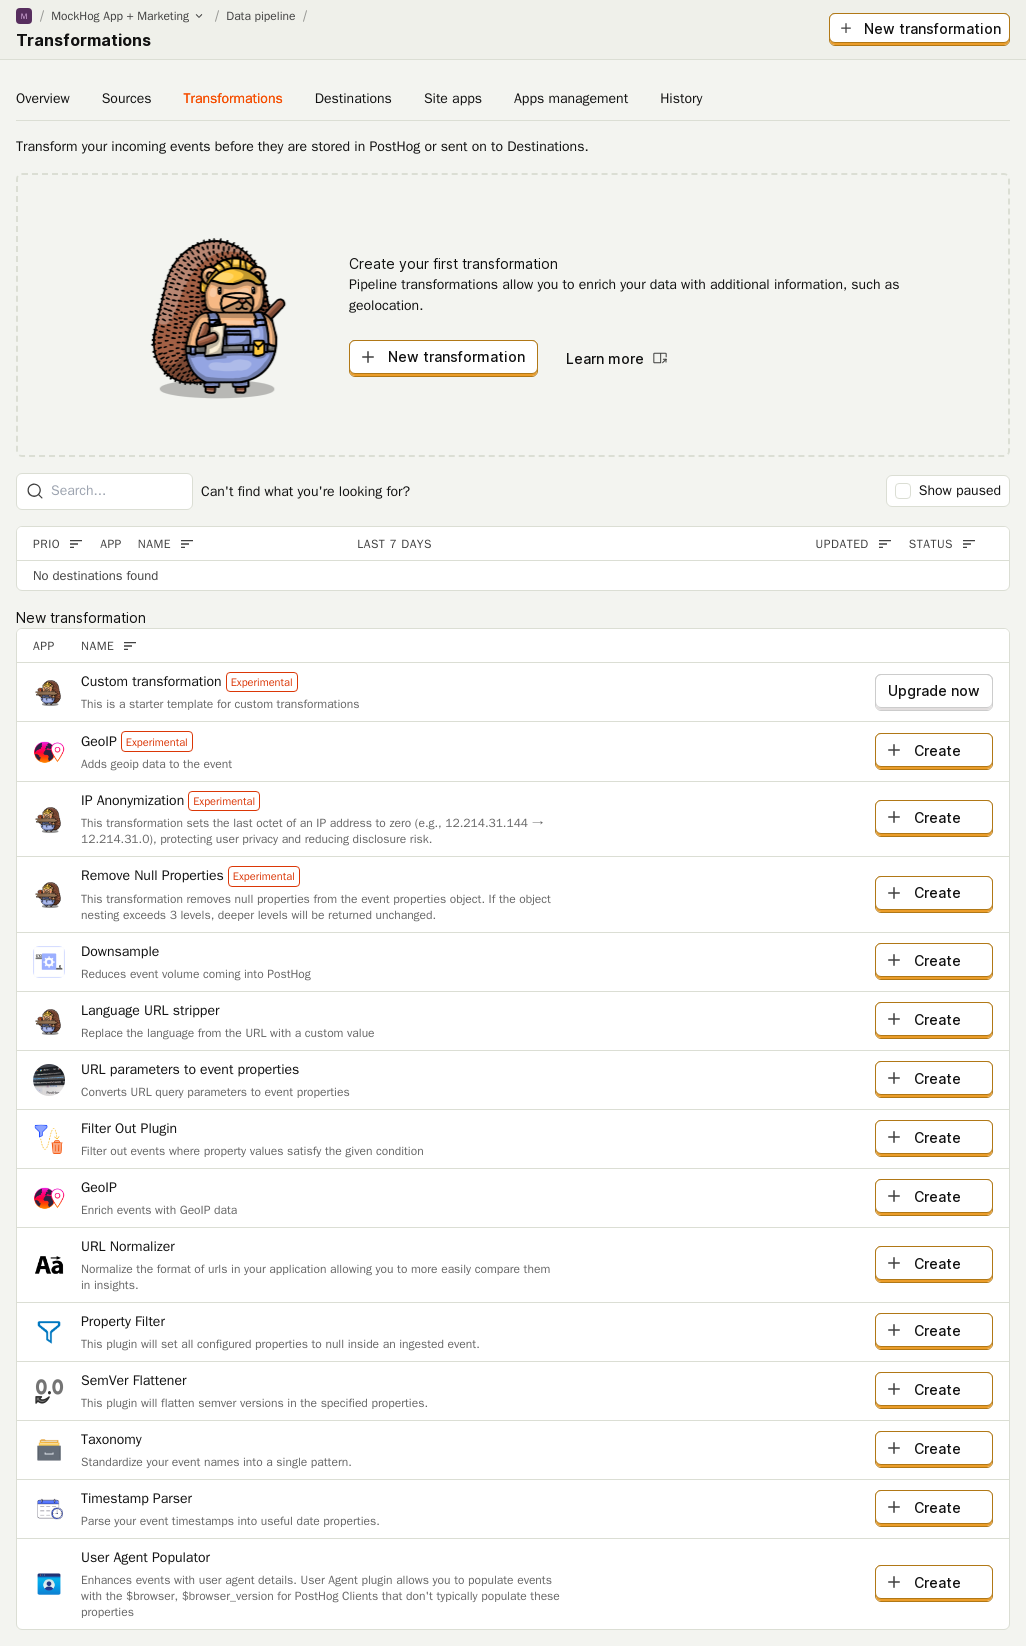 M / MockHog App + Marketing / Data pipeline /
Transformations
New transformation
Overview Sources Transformations Destinations Site apps Apps management History
Transform your incoming events before they are stored in PostHog or sent on to Destinations.
Create your first transformation
Pipeline transformations allow you to enrich your data with additional information, such as
geolocation.
New transformation Learn more
Search... Can't find what you're looking for? Show paused
PRIO APP NAME LAST 7 DAYS UPDATED STATUS
No destinations found
New transformation
APP NAME
Custom transformation Experimental
This is a starter template for custom transformations
Upgrade now
GeoIP Experimental
Adds geoip data to the event
Create
IP Anonymization Experimental
This transformation sets the last octet of an IP address to zero (e.g., 12.214.31.144 →
12.214.31.0), protecting user privacy and reducing disclosure risk.
Create
Remove Null Properties Experimental
This transformation removes null properties from the event properties object. If the object
nesting exceeds 3 levels, deeper levels will be returned unchanged.
Create
Downsample
Reduces event volume coming into PostHog
Create
Language URL stripper
Replace the language from the URL with a custom value
Create
URL parameters to event properties
Converts URL query parameters to event properties
Create
Filter Out Plugin
Filter out events where property values satisfy the given condition
Create
GeoIP
Enrich events with GeoIP data
Create
URL Normalizer
Normalize the format of urls in your application allowing you to more easily compare them
in insights.
Create
Property Filter
This plugin will set all configured properties to null inside an ingested event.
Create
0.0
SemVer Flattener
This plugin will flatten semver versions in the specified properties.
Create
Taxonomy
Standardize your event names into a single pattern.
Create
Timestamp Parser
Parse your event timestamps into useful date properties.
Create
User Agent Populator
Enhances events with user agent details. User Agent plugin allows you to populate events
with the $browser, $browser_version for PostHog Clients that don't typically populate these
properties
Create